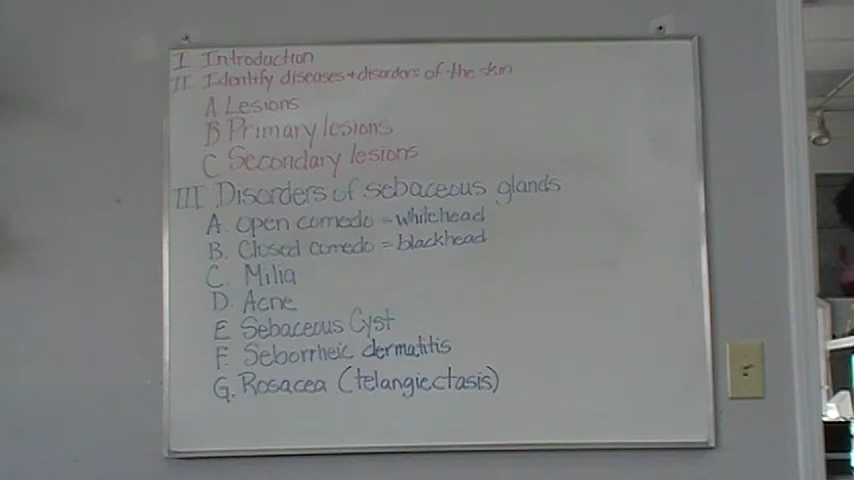 I Introduction
II Identify diseases + disorders of the skin
A Lesions
B Primary lesions
C Secondary lesions
III Disorders of sebaceous glands
A. open comedo = whitehead
B. Closed comedo = blackhead
C. Milia
D. Acne
E Sebaceous Cyst
F. Seborrheic dermatitis
G. Rosacea (telangiectasis)